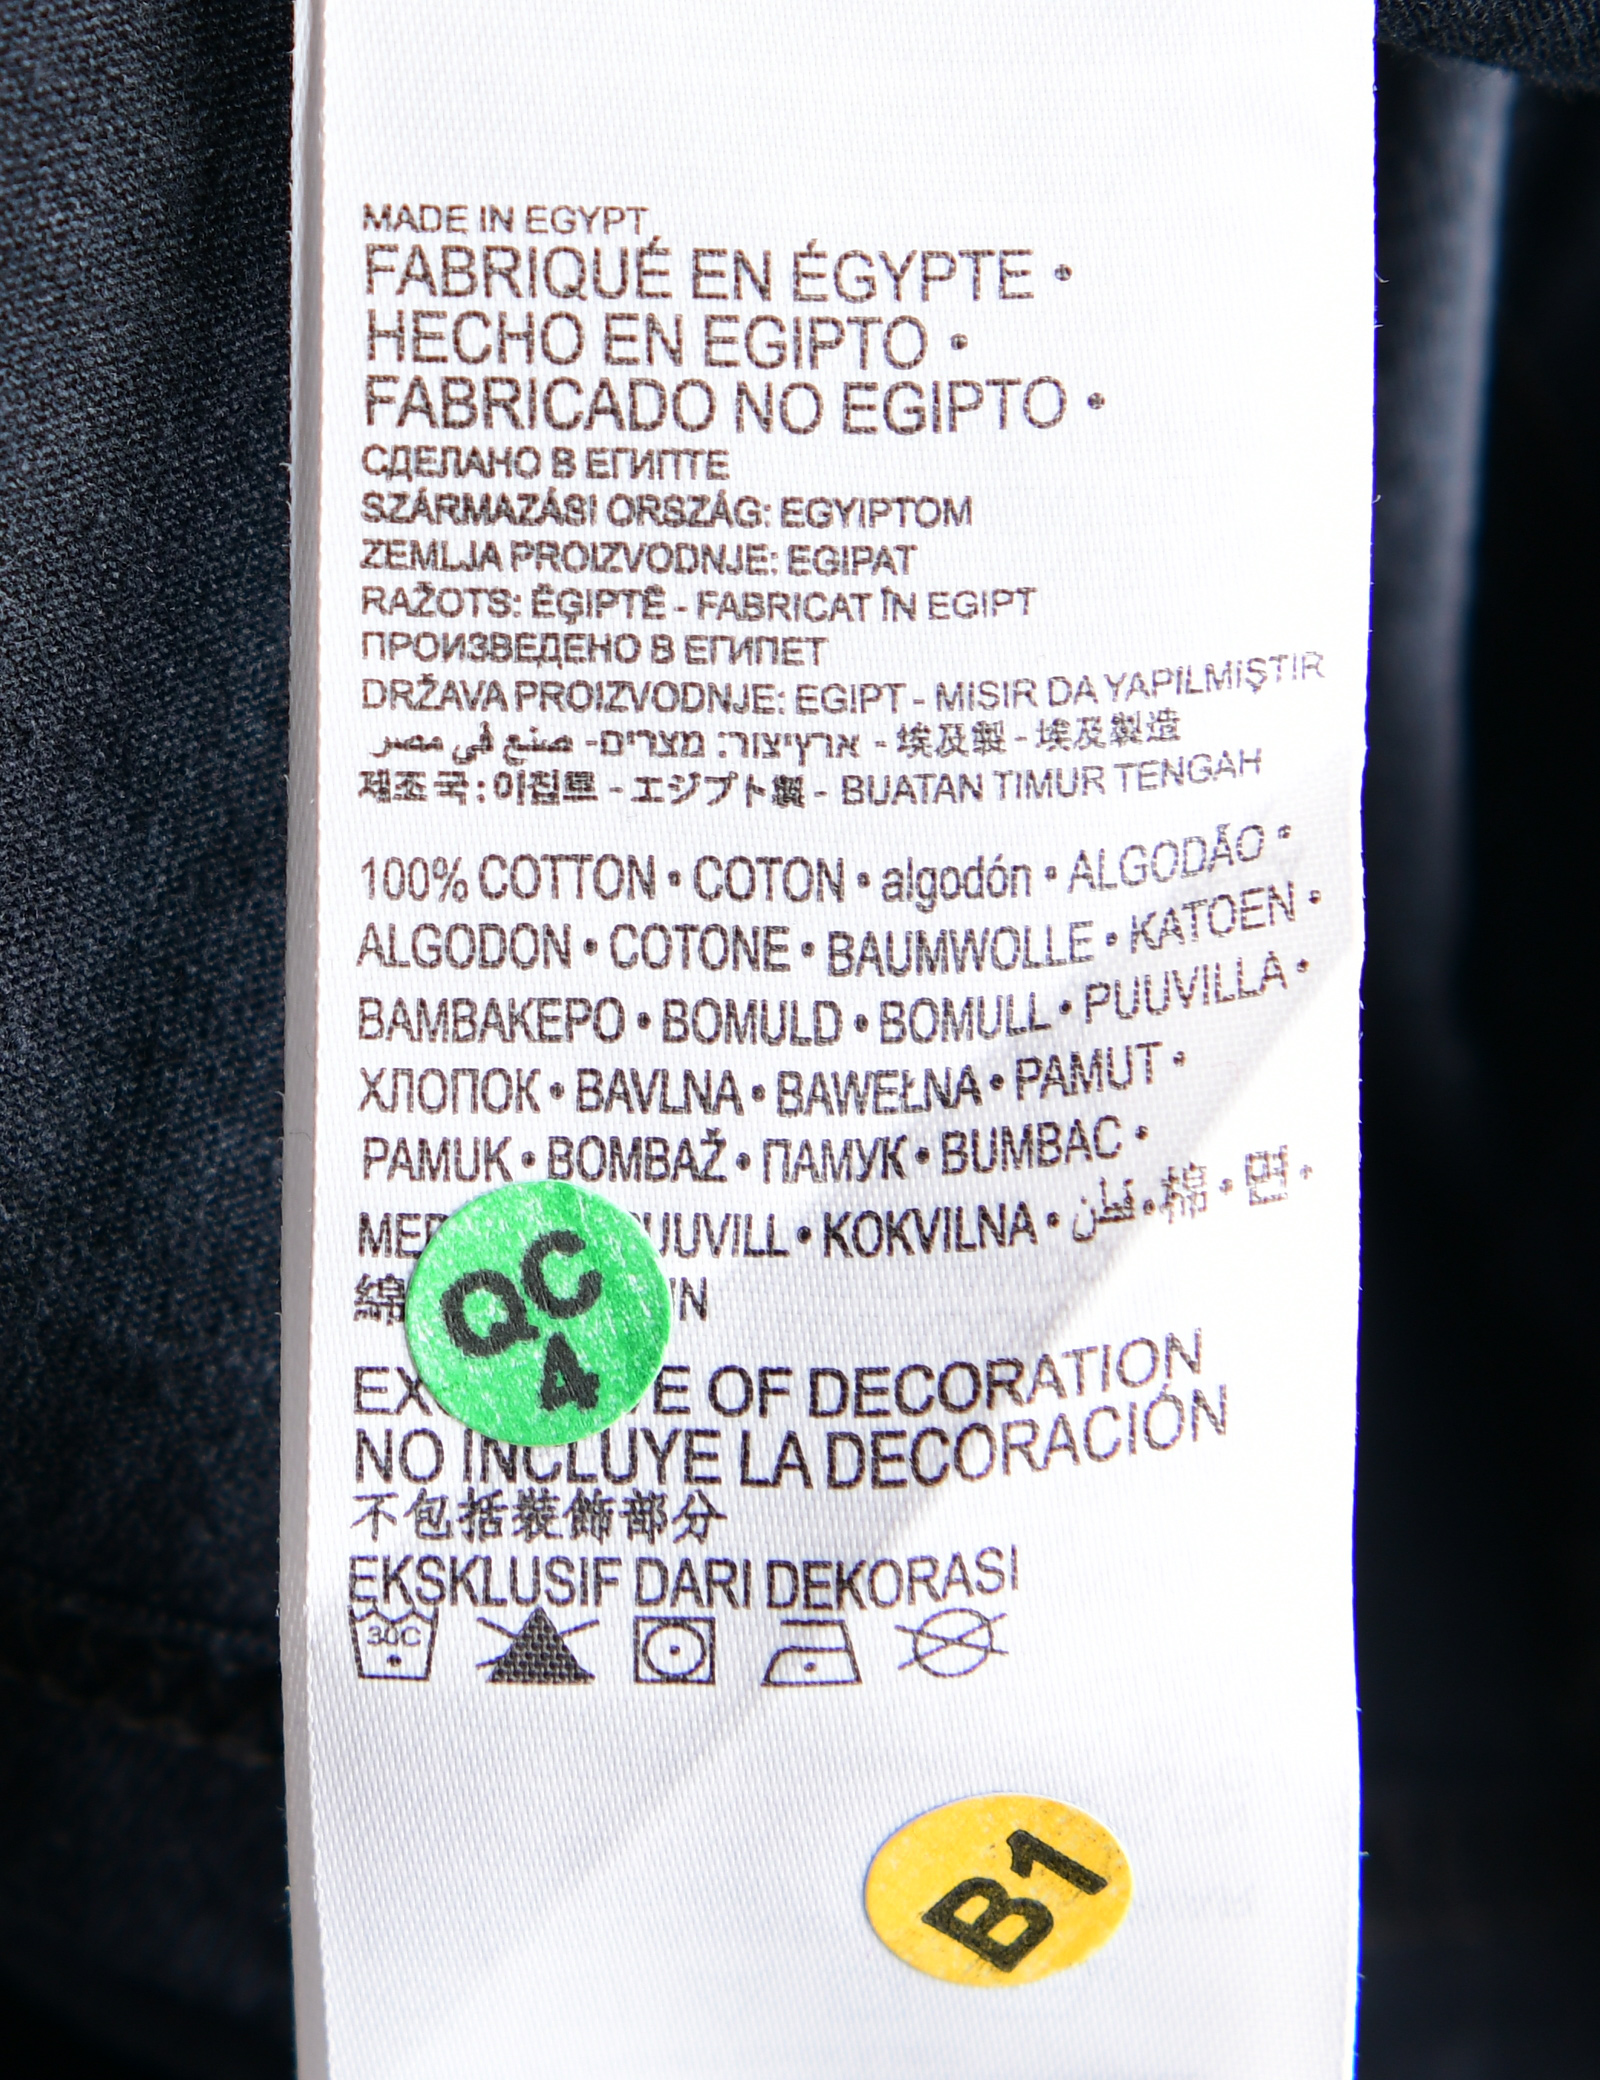 MADE IN EGYPT
FABRIQUÉ EN ÉGYPTE •
HECHO EN EGIPTO •
FABRICADO NO EGIPTO •
СДЕЛАНО В ЕГИПТЕ
SZÁRMAZÁSI ORSZÁG: EGYIPTOM
ZEMLJA PROIZVODNJE: EGIPAT
RAŽOTS: ĒĢIPTĒ - FABRICAT ÎN EGIPT
ПРОИЗВЕДЕНО В ЕГИПЕТ
DRŽAVA PROIZVODNJE: EGIPT - MISIR DA YAPILMIŞTIR
صنع في مصر - ארץ יצור: מצרים - 埃及製 - 埃及製造
제조국: 이집트 - エジプト製 - BUATAN TIMUR TENGAH
100% COTTON • COTON • algodón • ALGODÃO •
ALGODON • COTONE • BAUMWOLLE • KATOEN •
ΒΑΜΒΑΚΕΡΟ • BOMULD • BOMULL • PUUVILLA •
ХЛОПОК • BAVLNA • BAWEŁNA • PAMUT •
PAMUK • BOMBAŽ • ПАМУК • BUMBAC •
PUUVILL • KOKVILNA • قطن • 棉 • 면 •
綿
OF DECORATION
NO INCLUYE LA DECORACIÓN
不包括裝飾部分
EKSKLUSIF DARI DEKORASI
30C
QC
4
B1